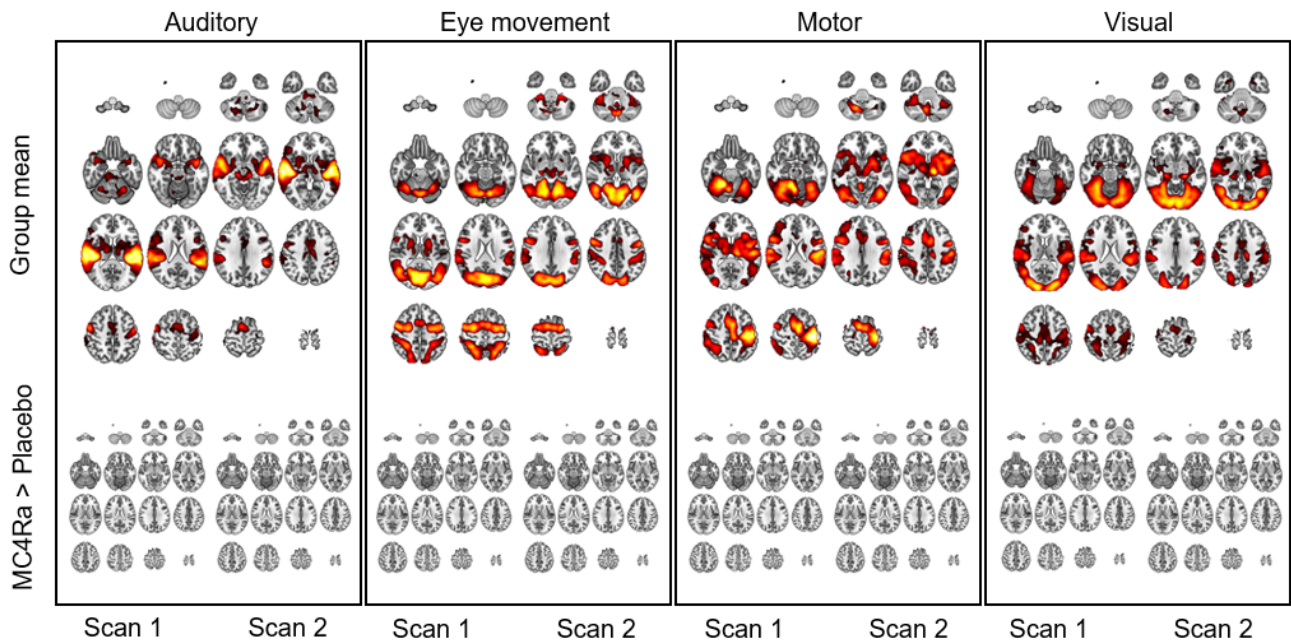 Auditory
Eye movement
Motor
Visual
Group mean
MC4Ra > Placebo
Scan 1
Scan 2
Scan 1
Scan 2
Scan 1
Scan 2
Scan 1
Scan 2